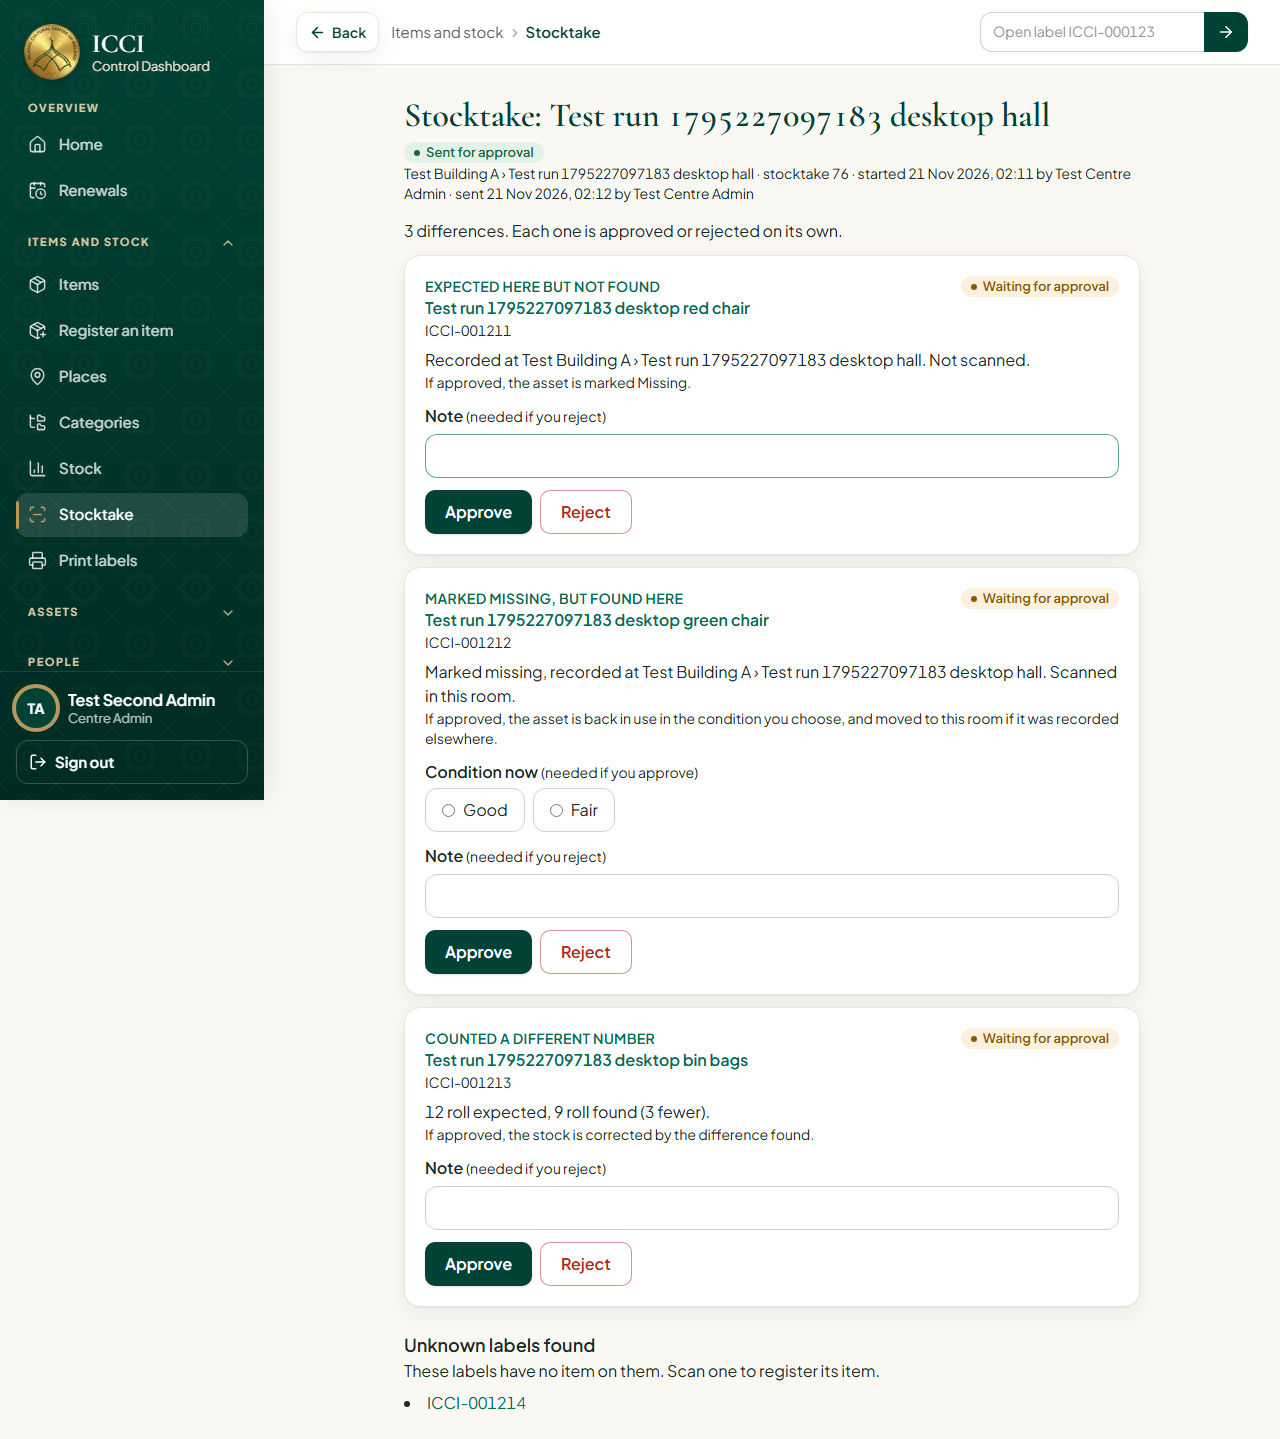 ICCI
Control Dashboard
OVERVIEW
Home
Renewals
ITEMS AND STOCK
Items
Register an item
Places
Categories
Stock
Stocktake
Print labels
ASSETS
PEOPLE
TA
Test Second Admin
Centre Admin
Sign out
Back
Items and stock › Stocktake
Open label ICCI-000123
Stocktake: Test run 1795227097183 desktop hall
Sent for approval
Test Building A › Test run 1795227097183 desktop hall · stocktake 76 · started 21 Nov 2026, 02:11 by Test Centre
Admin · sent 21 Nov 2026, 02:12 by Test Centre Admin
3 differences. Each one is approved or rejected on its own.
EXPECTED HERE BUT NOT FOUND
Waiting for approval
Test run 1795227097183 desktop red chair
ICCI-001211
Recorded at Test Building A › Test run 1795227097183 desktop hall. Not scanned.
If approved, the asset is marked Missing.
Note (needed if you reject)
Approve
Reject
MARKED MISSING, BUT FOUND HERE
Waiting for approval
Test run 1795227097183 desktop green chair
ICCI-001212
Marked missing, recorded at Test Building A › Test run 1795227097183 desktop hall. Scanned
in this room.
If approved, the asset is back in use in the condition you choose, and moved to this room if it was recorded
elsewhere.
Condition now (needed if you approve)
Good
Fair
Note (needed if you reject)
Approve
Reject
COUNTED A DIFFERENT NUMBER
Waiting for approval
Test run 1795227097183 desktop bin bags
ICCI-001213
12 roll expected, 9 roll found (3 fewer).
If approved, the stock is corrected by the difference found.
Note (needed if you reject)
Approve
Reject
Unknown labels found
These labels have no item on them. Scan one to register its item.
• ICCI-001214